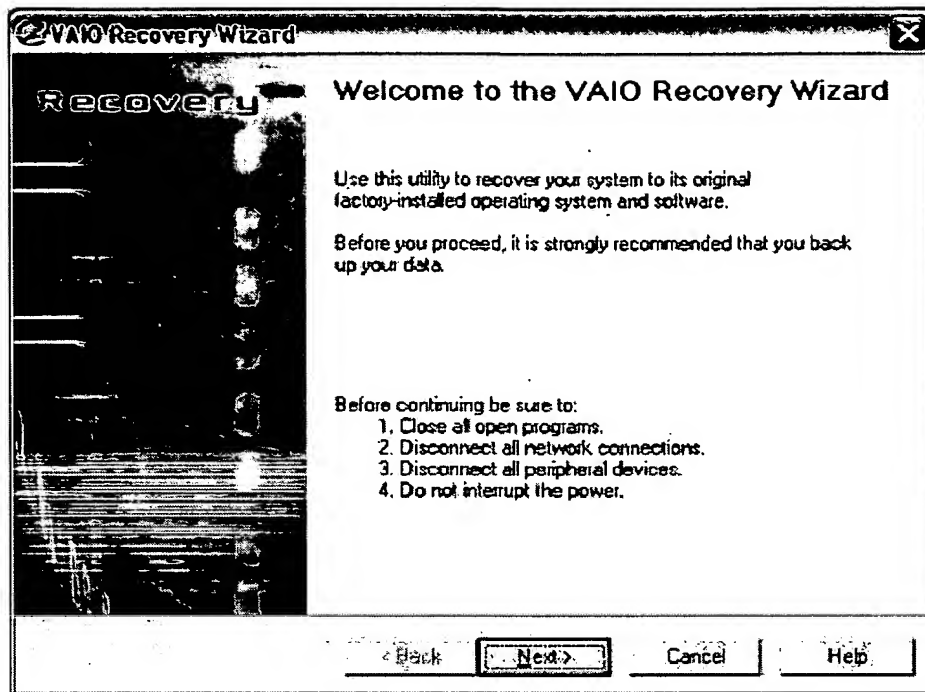 VAIO Recovery Wizard
Recovery
Welcome to the VAIO Recovery Wizard
Use this utility to recover your system to its original
factory-installed operating system and software.
Before you proceed, it is strongly recommended that you back
up your data.
Before continuing be sure to:
1. Close all open programs.
2. Disconnect all network connections.
3. Disconnect all peripheral devices.
4. Do not interrupt the power.
< Back Next > Cancel Help